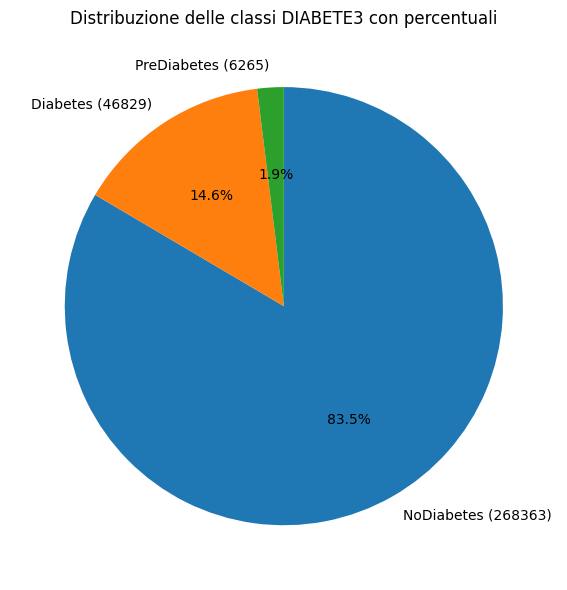 Distribuzione delle classi DIABETE3 con percentuali
PreDiabetes (6265)
Diabetes (46829)
1.9%
14.6%
83.5%
NoDiabetes (268363)